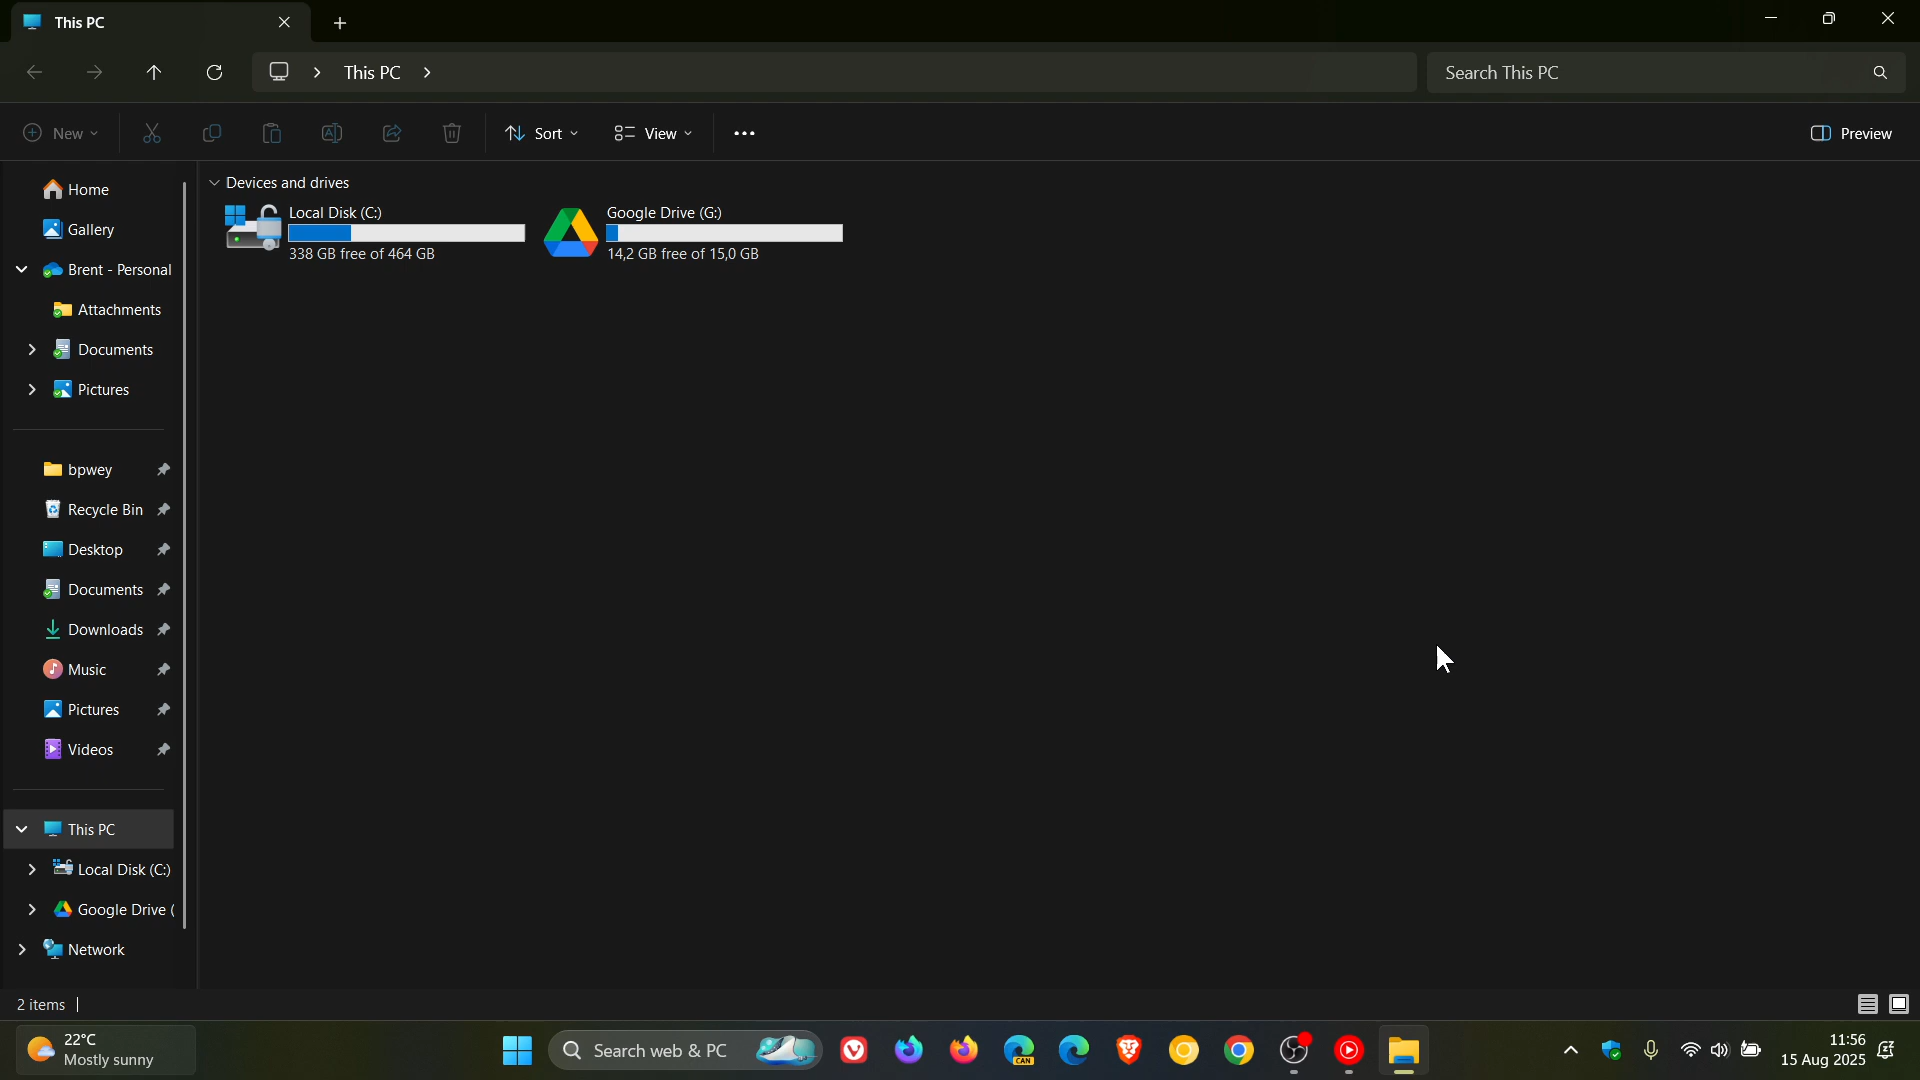 This PC
This PC
Search This PC
New
Sort
View
Preview
Home
Gallery
Brent - Personal
Attachments
Documents
Pictures
bpwey
Recycle Bin
Desktop
Documents
Downloads
Music
Pictures
Videos
This PC
Local Disk (C:)
Google Drive (
Network
Devices and drives
Local Disk (C:)
338 GB free of 464 GB
Google Drive (G:)
14,2 GB free of 15,0 GB
2 items
22°C
Mostly sunny
Search web & PC
CAN
11:56
15 Aug 2025